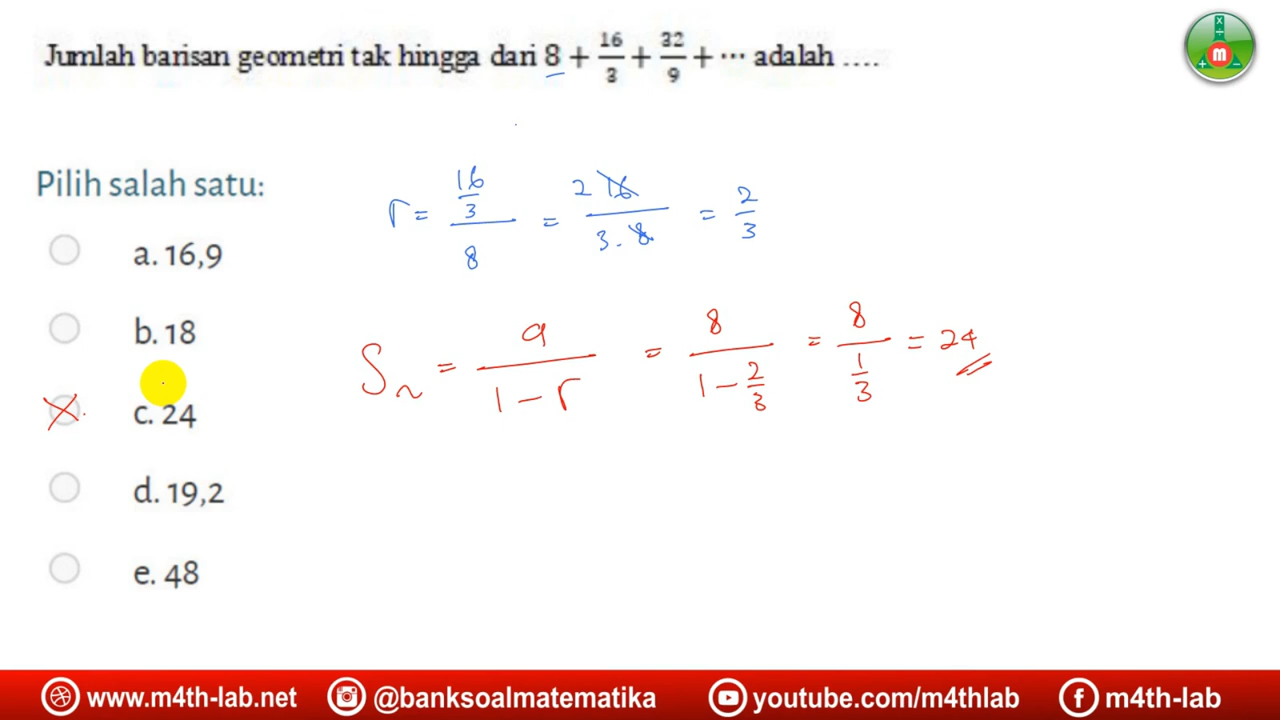 Jumlah barisan geometri tak hingga dari 8 + 16/3 + 32/9 + ··· adalah ....
m
Pilih salah satu:
r = (16/3)/8 = 2 16/3.8 = 2/3
a. 16,9
b. 18
S~ = a/(1 - r) = 8/(1 - 2/3) = 8/(1/3) = 24
c. 24
d. 19,2
e. 48
www.m4th-lab.net @banksoalmatematika youtube.com/m4thlab m4th-lab